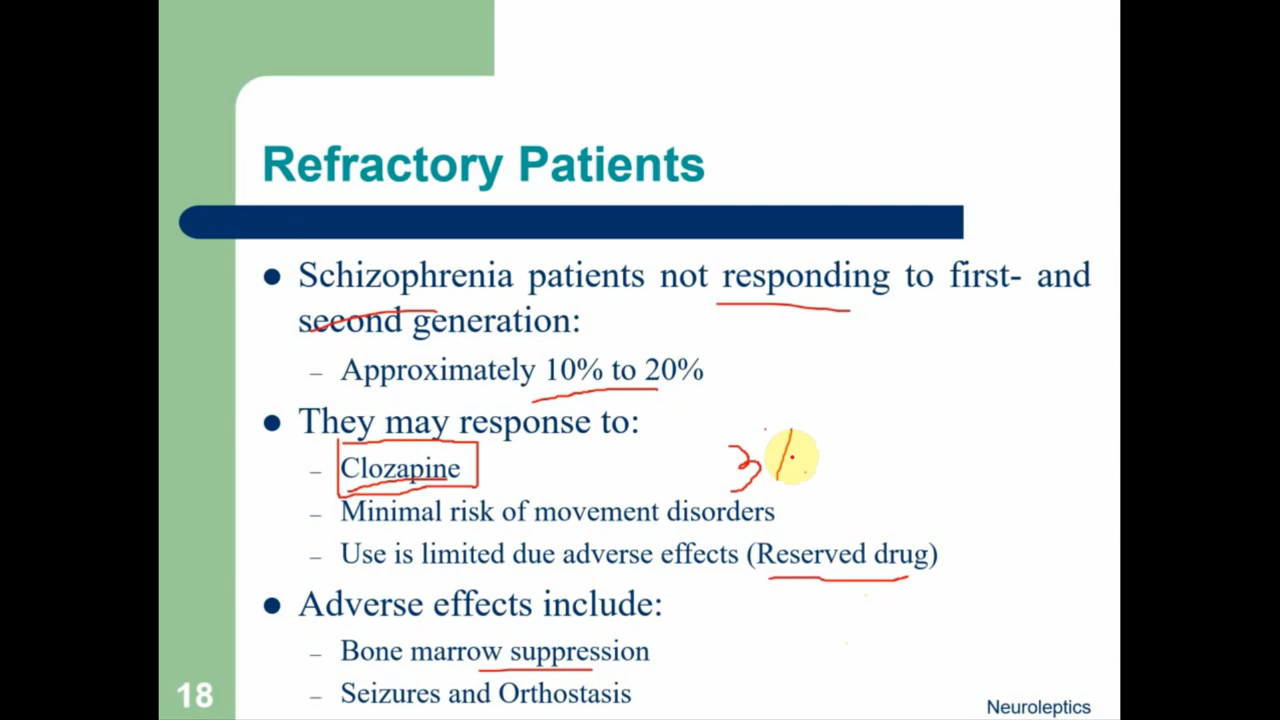 Refractory Patients
Schizophrenia patients not responding to first- and
second generation:
– Approximately 10% to 20%
They may response to:
– Clozapine
3 %
– Minimal risk of movement disorders
– Use is limited due adverse effects (Reserved drug)
Adverse effects include:
– Bone marrow suppression
– Seizures and Orthostasis
18
Neuroleptics